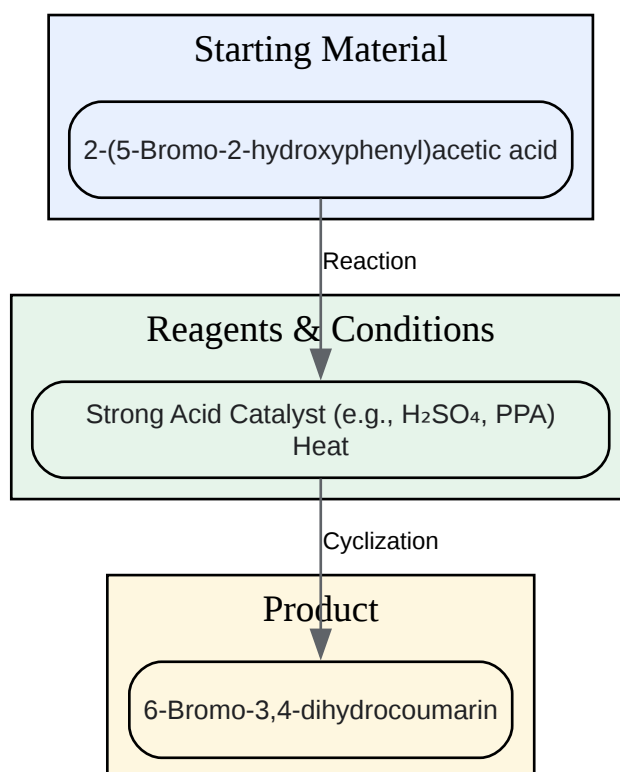 Starting Material
2-(5-Bromo-2-hydroxyphenyl)acetic acid
Reaction
Reagents & Conditions
Strong Acid Catalyst (e.g., H₂SO₄, PPA)
Heat
Cyclization
Product
6-Bromo-3,4-dihydrocoumarin